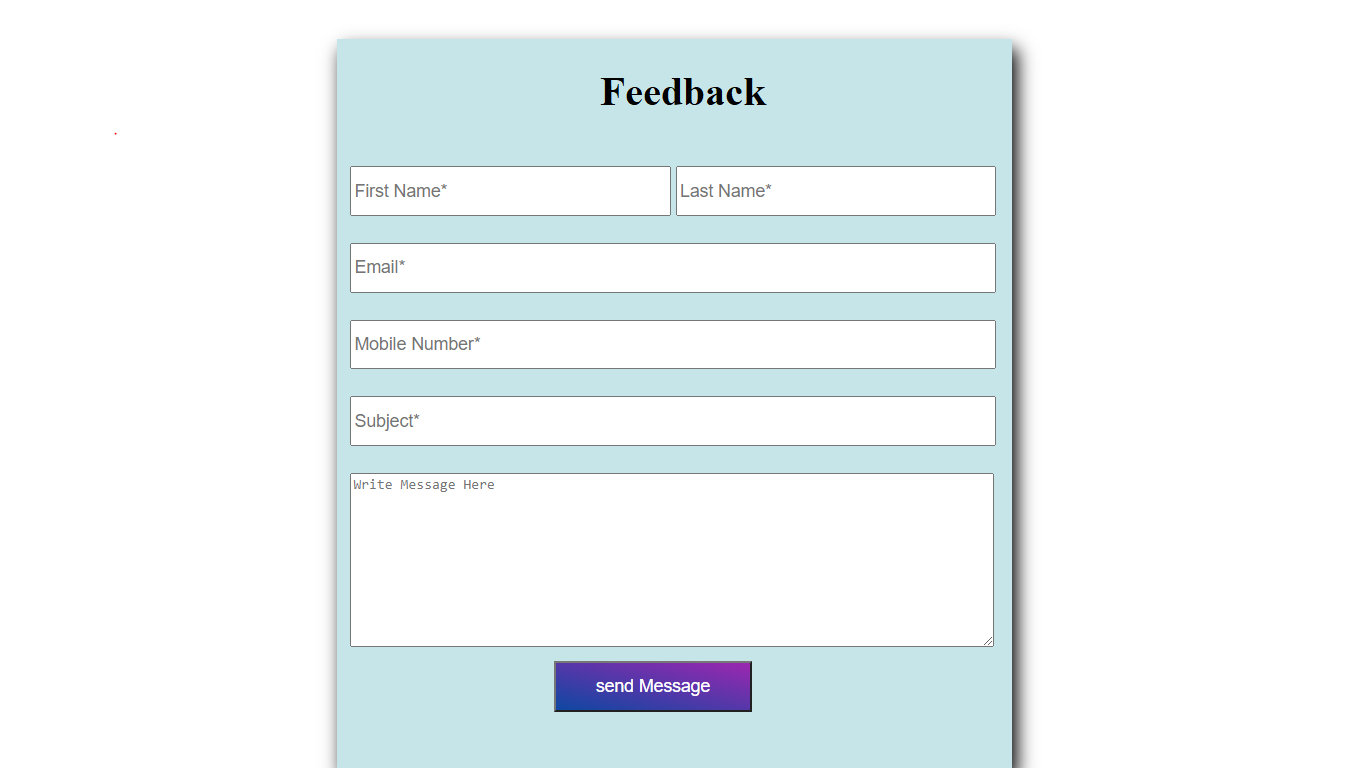 Feedback
First Name* Last Name*
Email*
Mobile Number*
Subject*
Write Message Here
send Message